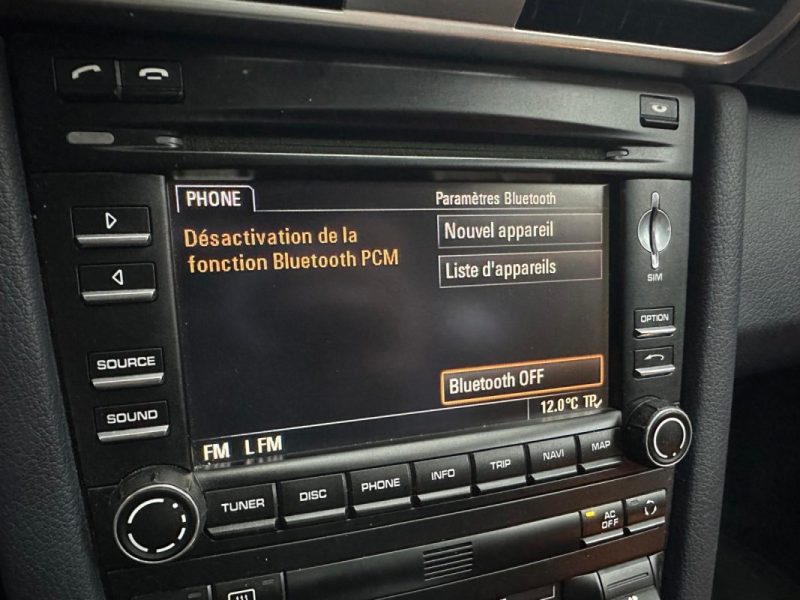 PHONE
Paramètres Bluetooth
Désactivation de la
fonction Bluetooth PCM
Nouvel appareil
Liste d'appareils
Bluetooth OFF
12.0°C TP
FM L FM
SIM
OPTION
SOURCE
SOUND
TUNER
DISC
PHONE
INFO
TRIP
NAVI
MAP
AC
OFF